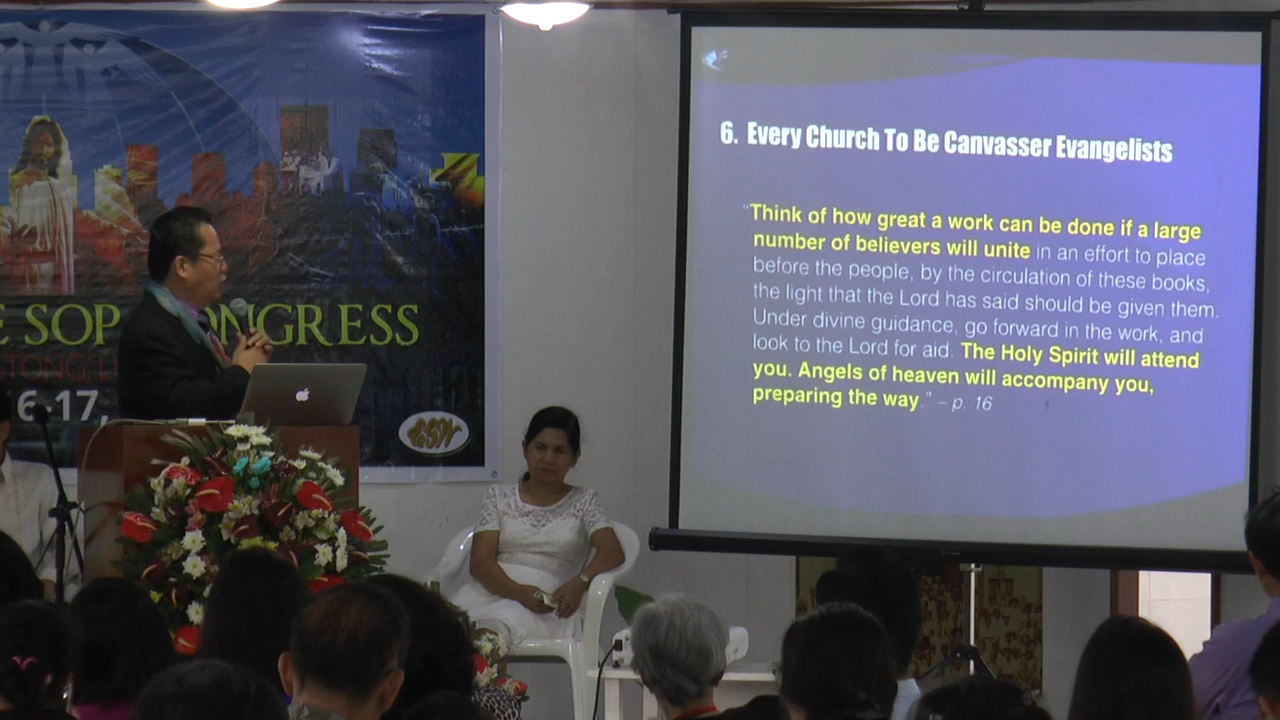 SOP CONGRESS
6-17,
6. Every Church To Be Canvasser Evangelists
"Think of how great a work can be done if a large
number of believers will unite in an effort to place
before the people, by the circulation of these books,
the light that the Lord has said should be given them.
Under divine guidance, go forward in the work, and
look to the Lord for aid. The Holy Spirit will attend
you. Angels of heaven will accompany you,
preparing the way." – p. 16